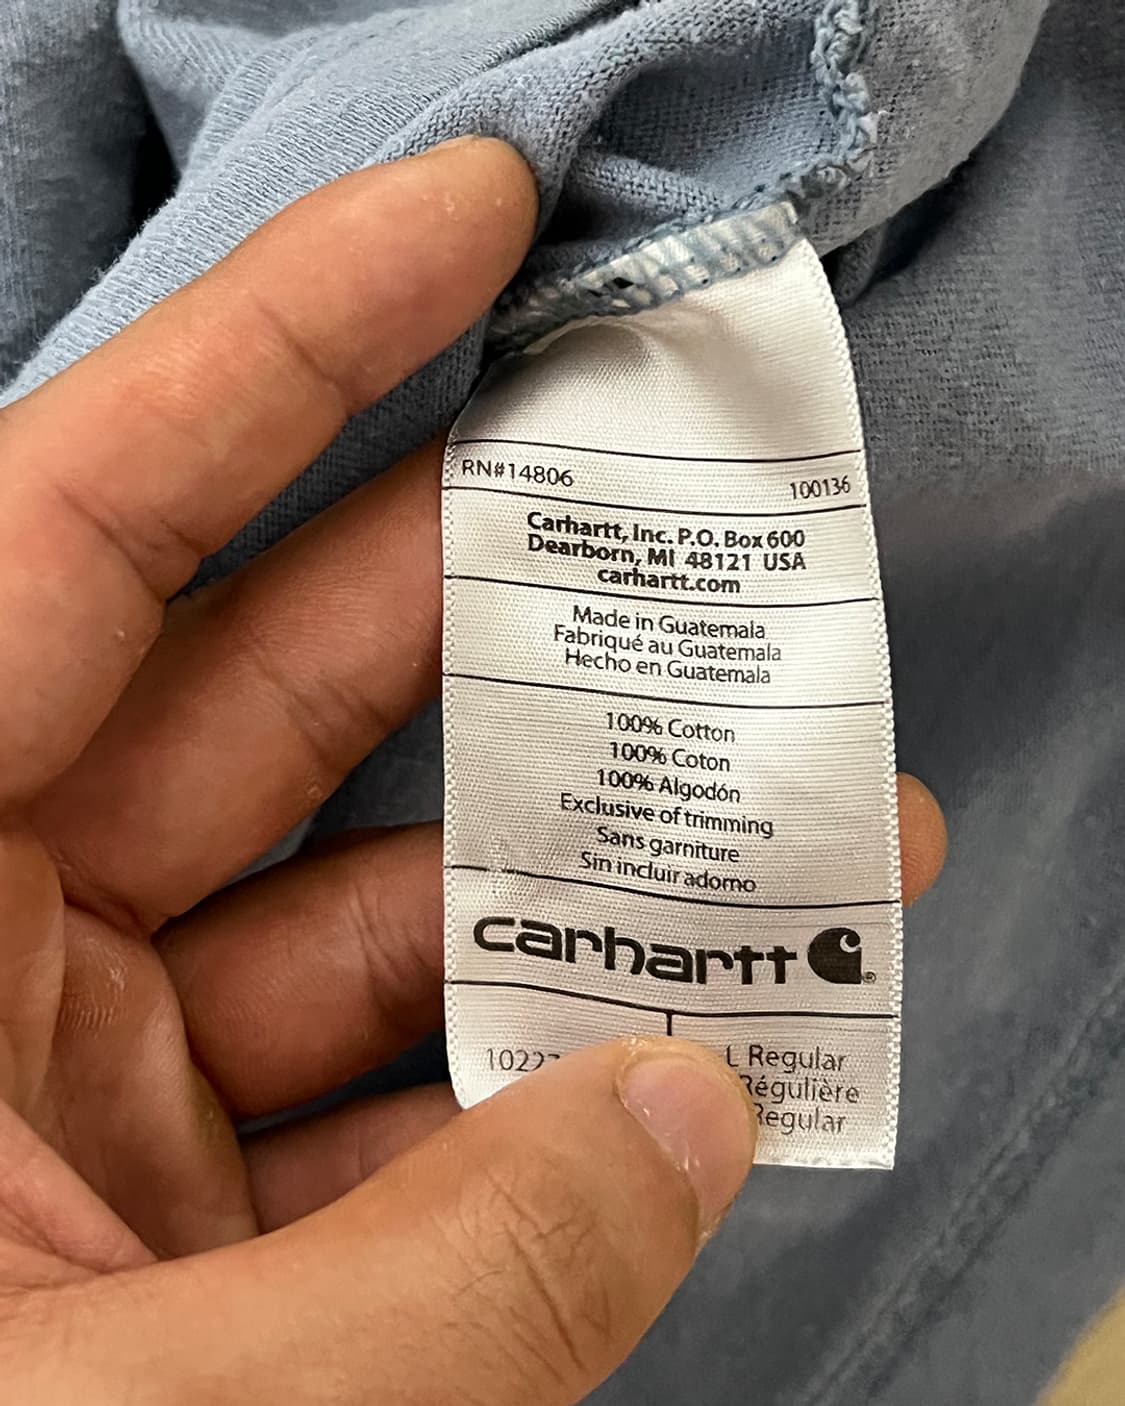 RN#14806 100136
Carhartt, Inc. P.O. Box 600
Dearborn, MI 48121 USA
carhartt.com
Made in Guatemala
Fabriqué au Guatemala
Hecho en Guatemala
100% Cotton
100% Coton
100% Algodón
Exclusive of trimming
Sans garniture
Sin incluir adorno
carhartt ®
L Regular
Régulière
Regular